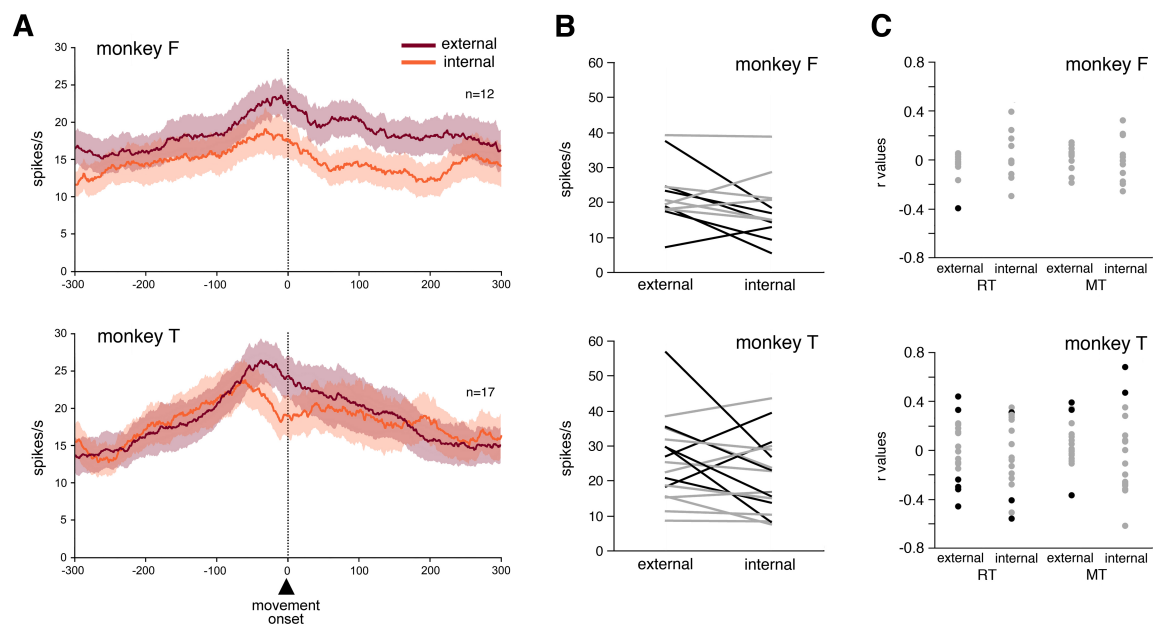 A
monkey F
external
internal
n=12
spikes/s
30
25
20
15
10
5
0
-300
-200
-100
0
100
200
300
monkey T
n=17
spikes/s
30
25
20
15
10
5
0
-300
-200
-100
0
100
200
300
movement
onset
B
monkey F
spikes/s
60
50
40
30
20
10
0
external
internal
monkey T
spikes/s
60
50
40
30
20
10
0
external
internal
C
monkey F
r values
0.8
0.4
0
-0.4
-0.8
external
internal
external
internal
RT
MT
monkey T
r values
0.8
0.4
0
-0.4
-0.8
external
internal
external
internal
RT
MT